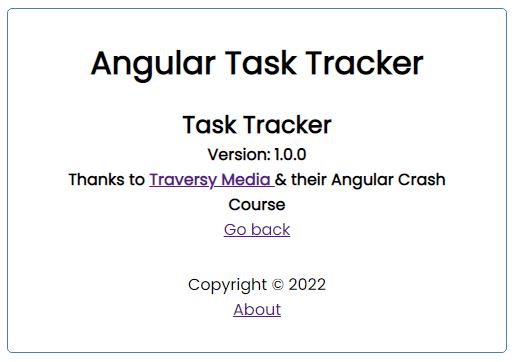 Angular Task Tracker
Task Tracker
Version: 1.0.0
Thanks to Traversy Media & their Angular Crash
Course
Go back
Copyright © 2022
About